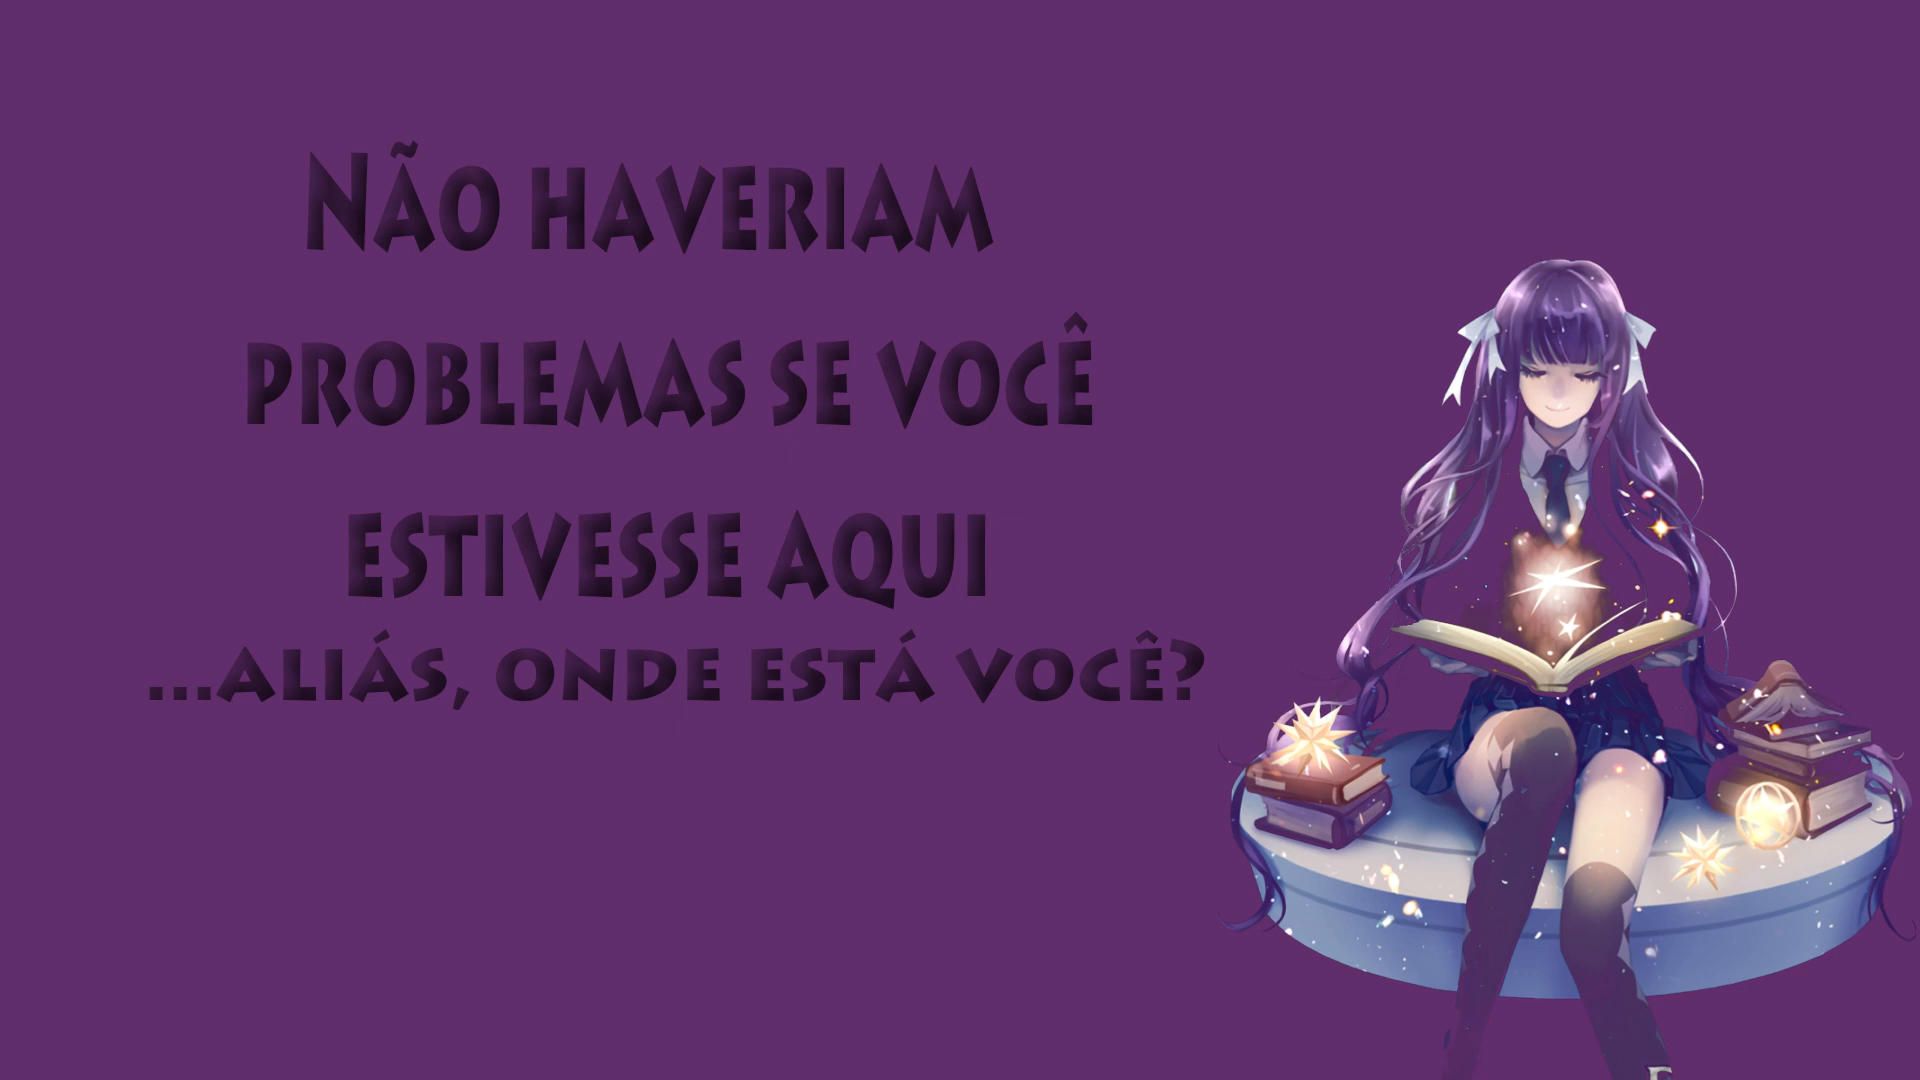 Não haveriam
problemas se você
estivesse aqui
...aliás, onde está você?